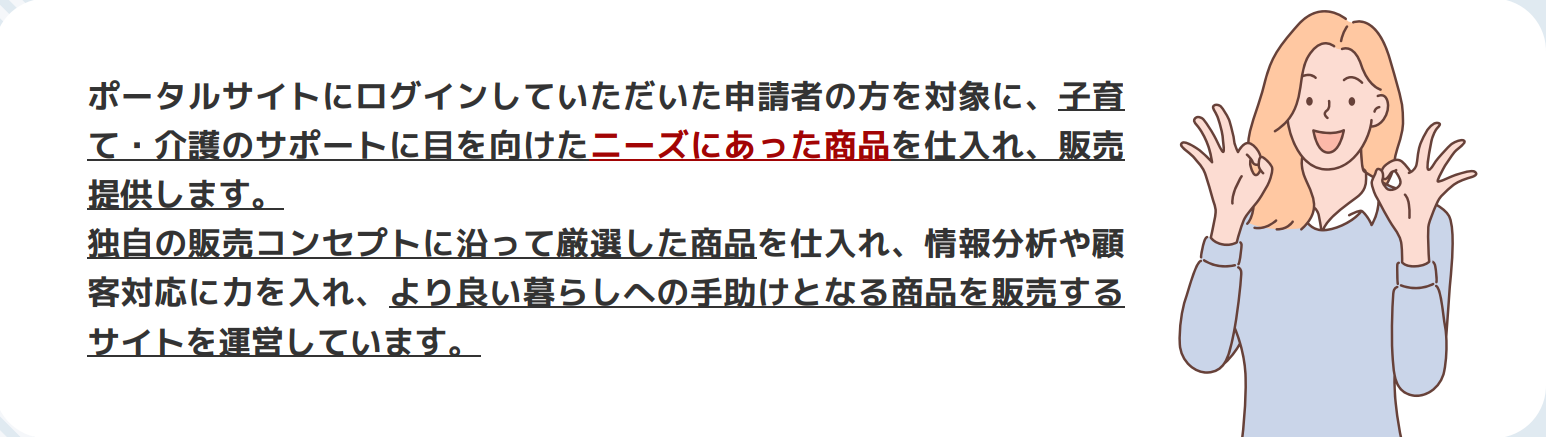 ポータルサイトにログインしていただいた申請者の方を対象に、子育
て・介護のサポートに目を向けたニーズにあった商品を仕入れ、販売
提供します。
独自の販売コンセプトに沿って厳選した商品を仕入れ、情報分析や顧
客対応に力を入れ、より良い暮らしへの手助けとなる商品を販売する
サイトを運営しています。